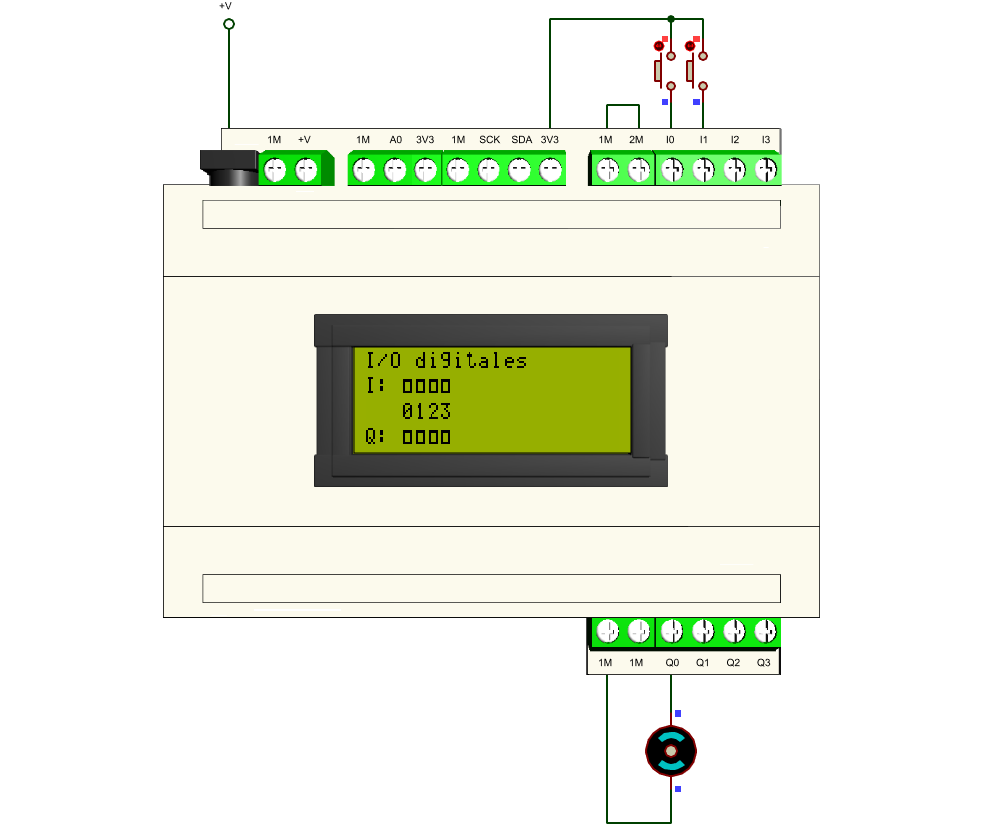 +V
1M +V 1M A0 3V3 1M SCK SDA 3V3 1M 2M I0 I1 I2 I3
I/O digitales
I: ▯▯▯▯
0123
Q: ▯▯▯▯
1M 1M Q0 Q1 Q2 Q3